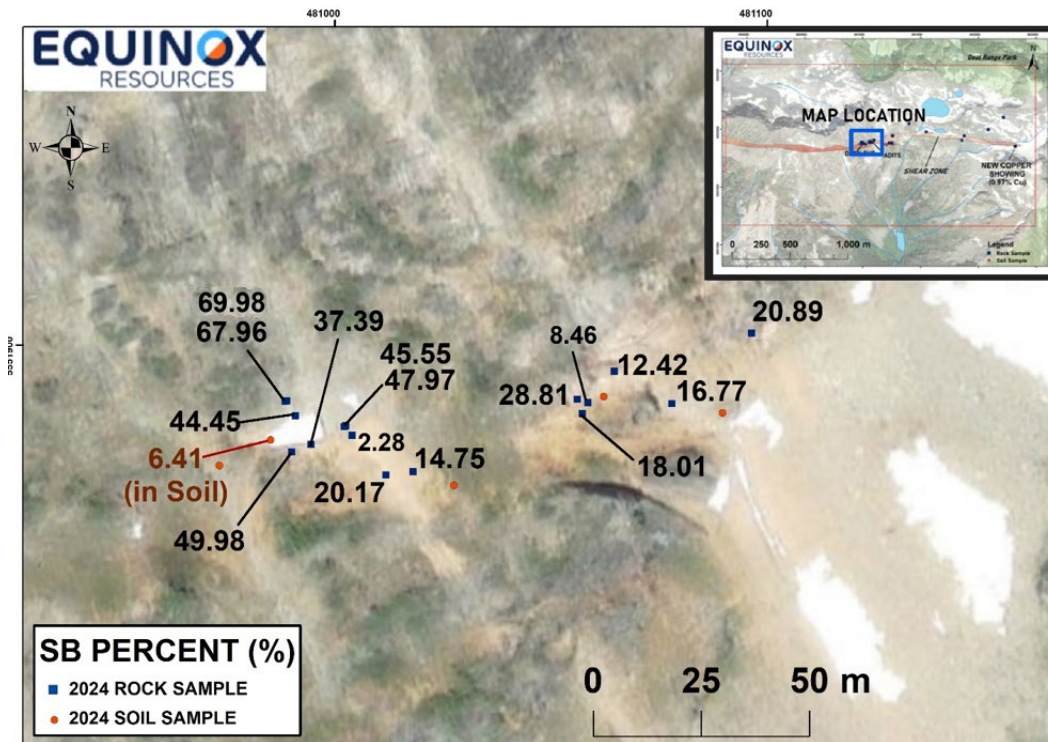 481000
481100
EQUINOX
RESOURCES
N
W
E
S
EQUINOX
RESOURCES
Seal Range Park
N
MAP LOCATION
ADITS
SHEAR ZONE
NEW COPPER
SHOWING
(0.97% Cu)
0 250 500 1,000 m
Legend
Rock Sample
Soil Sample
69.98
67.96
37.39
45.55
47.97
44.45
6.41
(in Soil)
49.98
2.28
20.17
14.75
8.46
28.81
12.42
16.77
20.89
18.01
SB PERCENT (%)
2024 ROCK SAMPLE
2024 SOIL SAMPLE
0 25 50 m